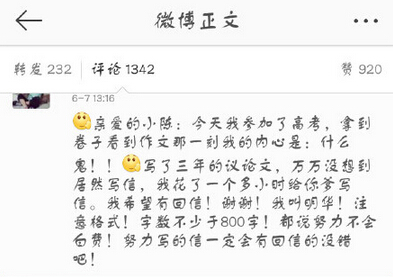 微博正文
转发 232 评论 1342 赞 920
6-7 13:16
亲爱的小陈：今天我参加了高考，拿到
卷子看到作文那一刻我的内心是：什么
鬼！！写了三年的议论文，万万没想到
居然写信，我花了一个多小时给你爹写
信。我希望有回信！谢谢！我叫明华！注
意格式！字数不少于800字！都说努力不会
白费！努力写的信一定会有回信的没错
吧！